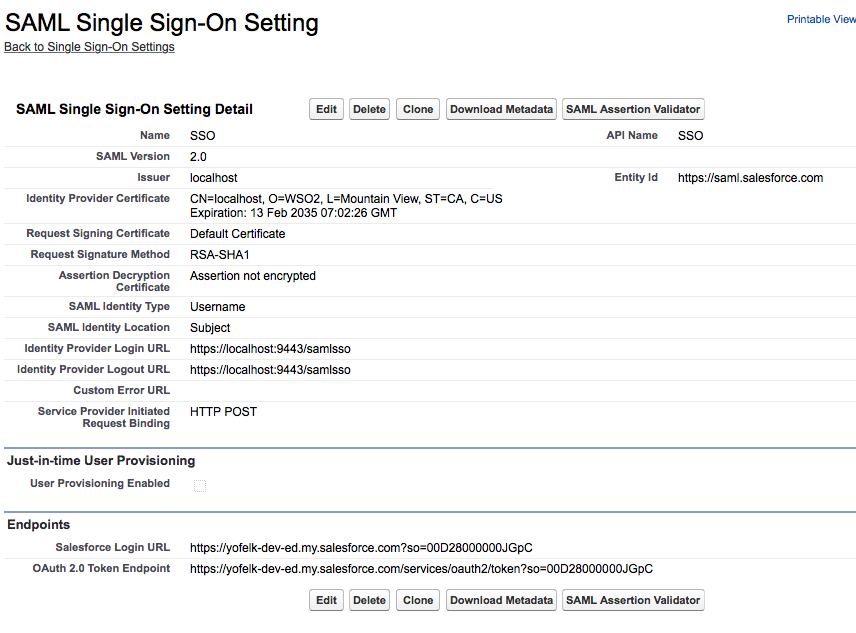 SAML Single Sign-On Setting
Printable View
Back to Single Sign-On Settings
SAML Single Sign-On Setting Detail
Edit Delete Clone Download Metadata SAML Assertion Validator
Name SSO API Name SSO
SAML Version 2.0
Issuer localhost Entity Id https://saml.salesforce.com
Identity Provider Certificate CN=localhost, O=WSO2, L=Mountain View, ST=CA, C=US
Expiration: 13 Feb 2035 07:02:26 GMT
Request Signing Certificate Default Certificate
Request Signature Method RSA-SHA1
Assertion Decryption Assertion not encrypted
Certificate
SAML Identity Type Username
SAML Identity Location Subject
Identity Provider Login URL https://localhost:9443/samlsso
Identity Provider Logout URL https://localhost:9443/samlsso
Custom Error URL
Service Provider Initiated HTTP POST
Request Binding
Just-in-time User Provisioning
User Provisioning Enabled
Endpoints
Salesforce Login URL https://yofelk-dev-ed.my.salesforce.com?so=00D28000000JGpC
OAuth 2.0 Token Endpoint https://yofelk-dev-ed.my.salesforce.com/services/oauth2/token?so=00D28000000JGpC
Edit Delete Clone Download Metadata SAML Assertion Validator